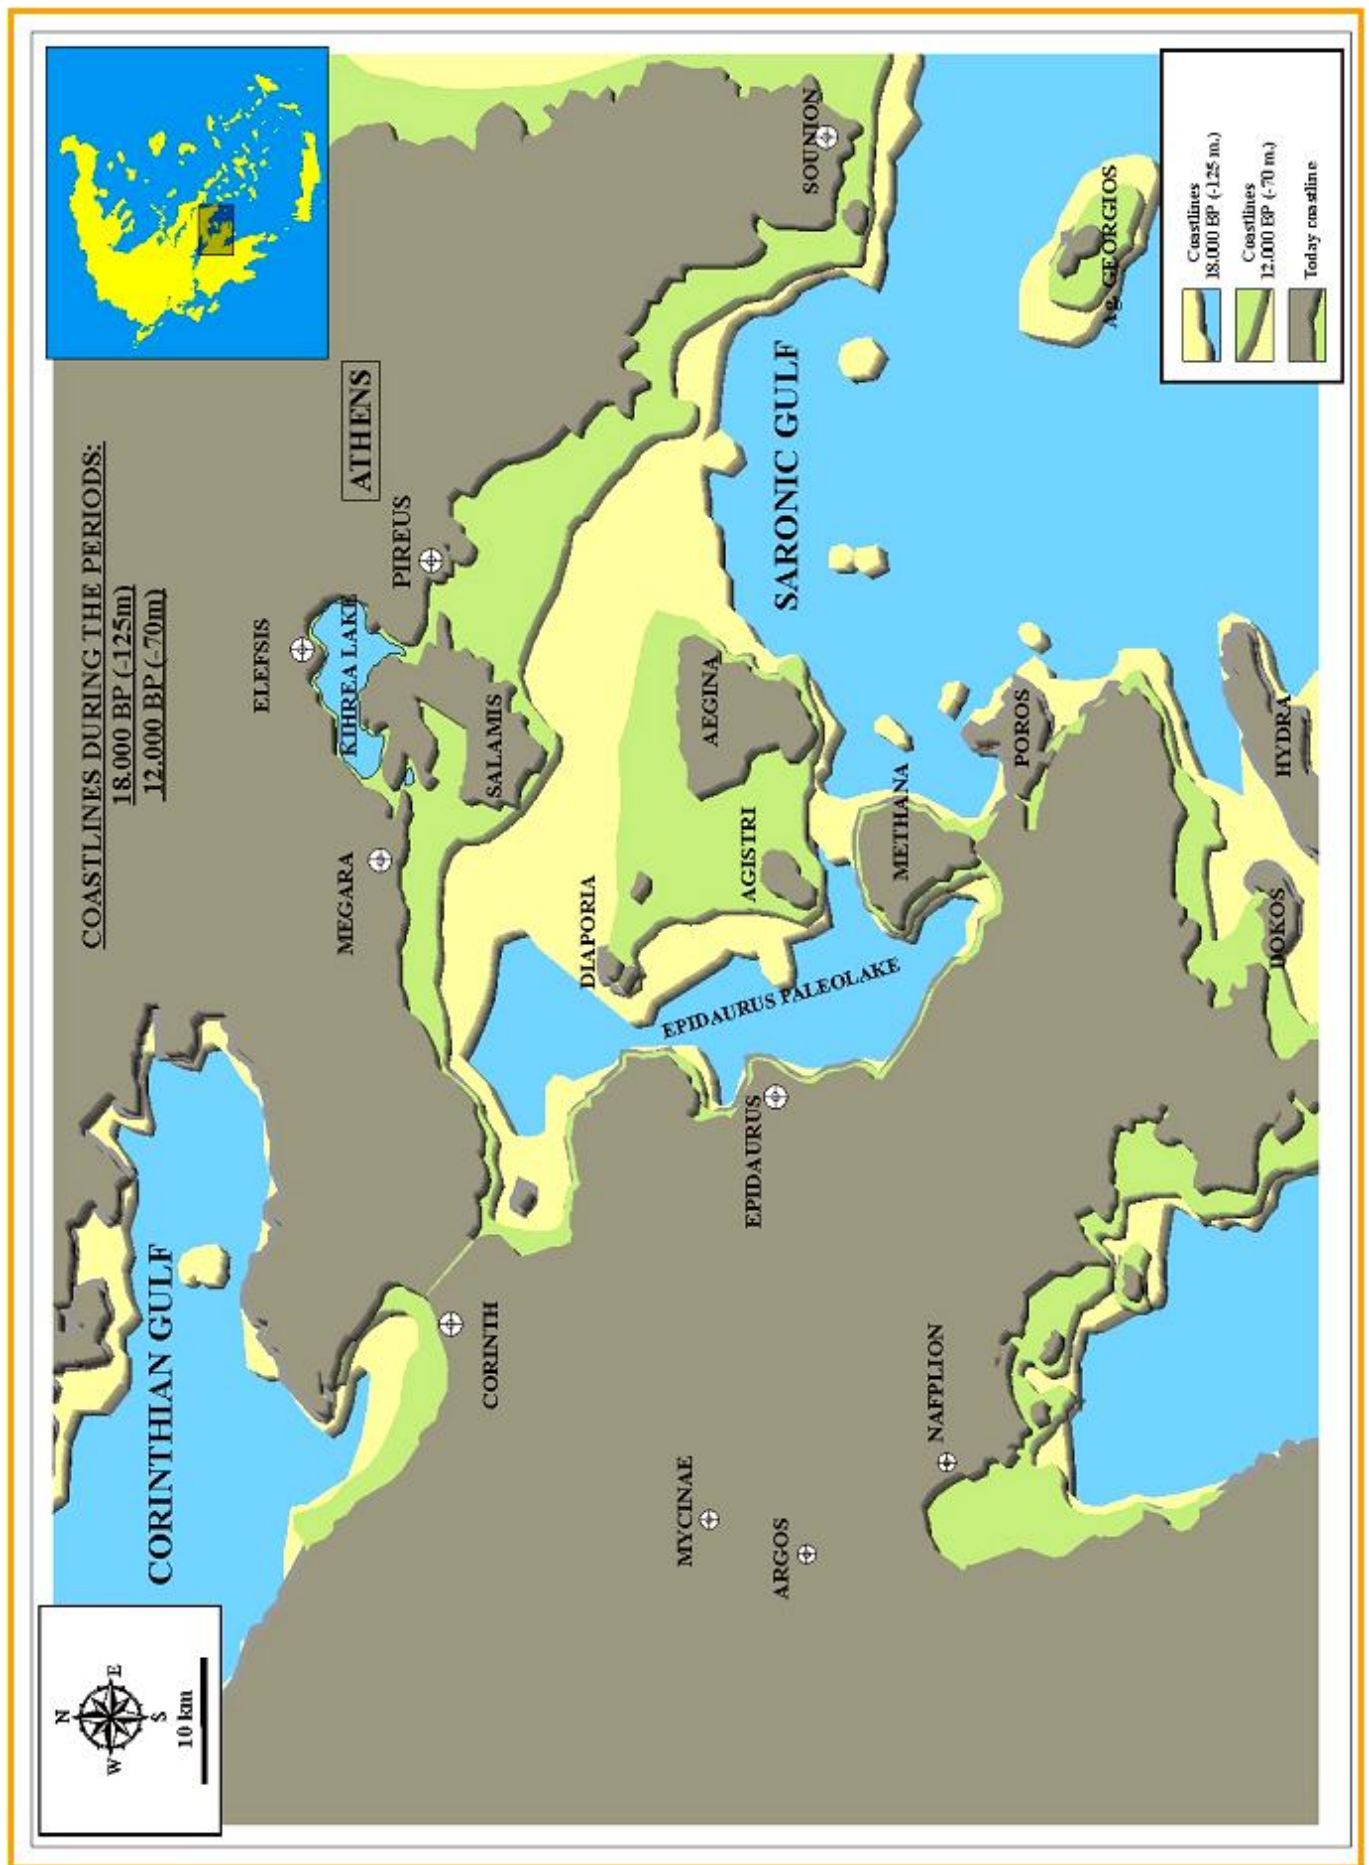 COASTLINES DURING THE PERIODS:
18.000 BP (-125m)
12.000 BP (-70m)
N
W
E
S
10 km
CORINTHIAN GULF
MEGARA
ELEFSIS
KIHREA LAKE
PIREUS
ATHENS
SALAMIS
CORINTH
DIAPORIA
AGISTRI
AEGINA
SARONIC GULF
SOUNION
EPIDAURUS PALEOLAKE
EPIDAURUS
METHANA
POROS
MYCINAE
ARGOS
NAFPLION
HYDRA
DOKOS
Ag. GEORGIOS
Coastlines
18.000 BP (-125 m.)
Coastlines
12.000 BP (-70 m.)
Today coastline